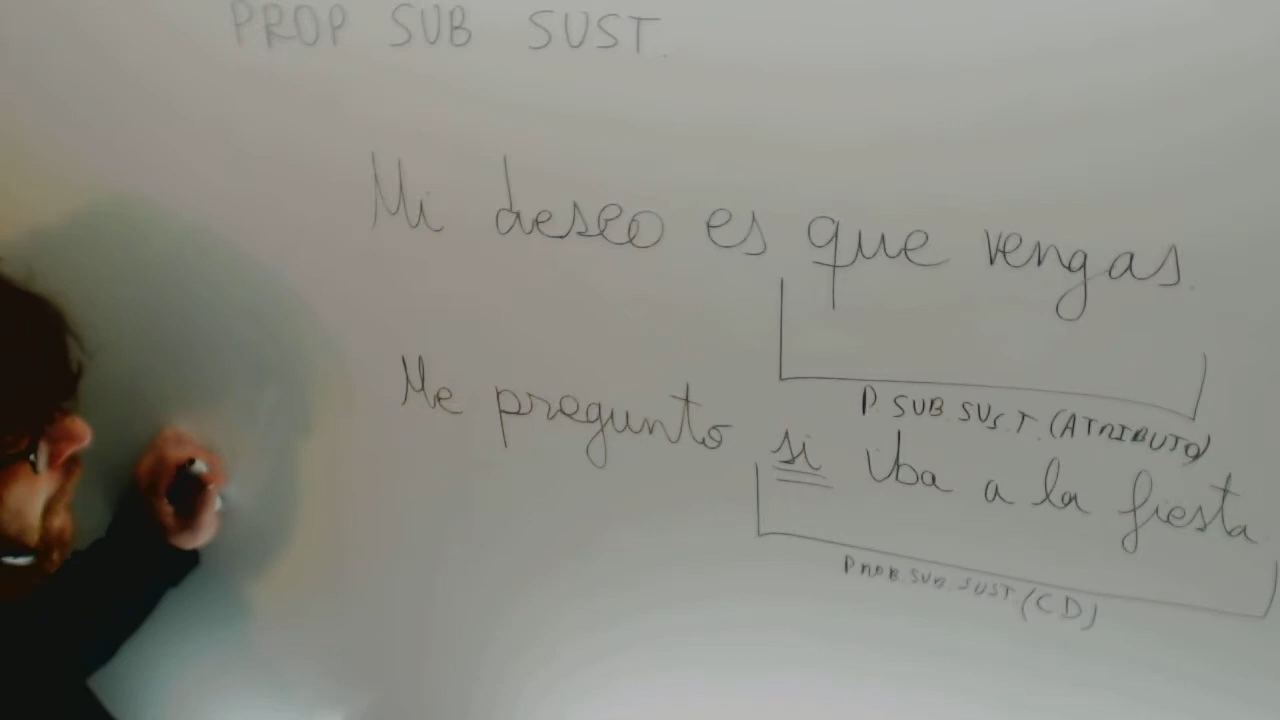 PROP SUB SUST.
Mi deseo es que vengas.
P SUB SUST. (ATRIBUTO)
Me pregunto si iba a la fiesta
PROP. SUB. SUST (CD)